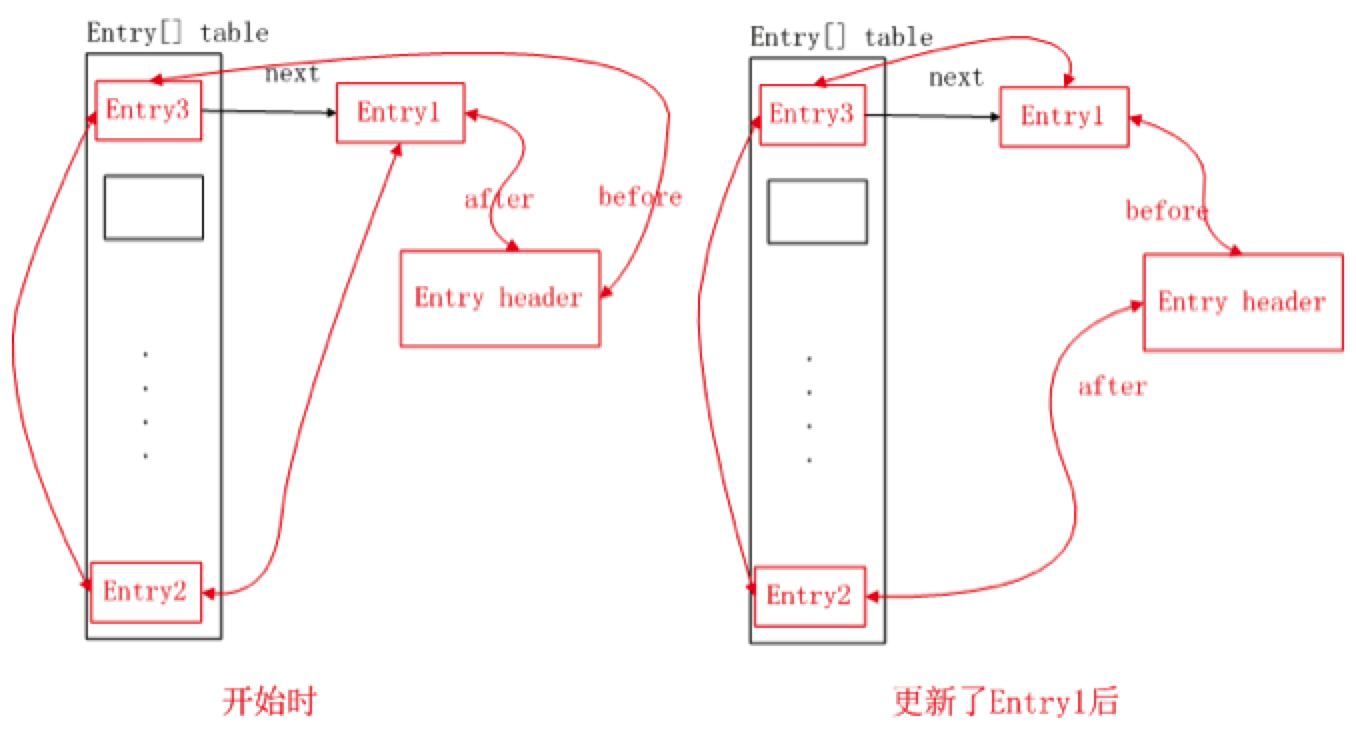 Entry[] table
next
Entry3
Entry1
after
before
Entry header
Entry2
开始时
Entry[] table
next
Entry3
Entry1
before
Entry header
after
Entry2
更新了Entry1后